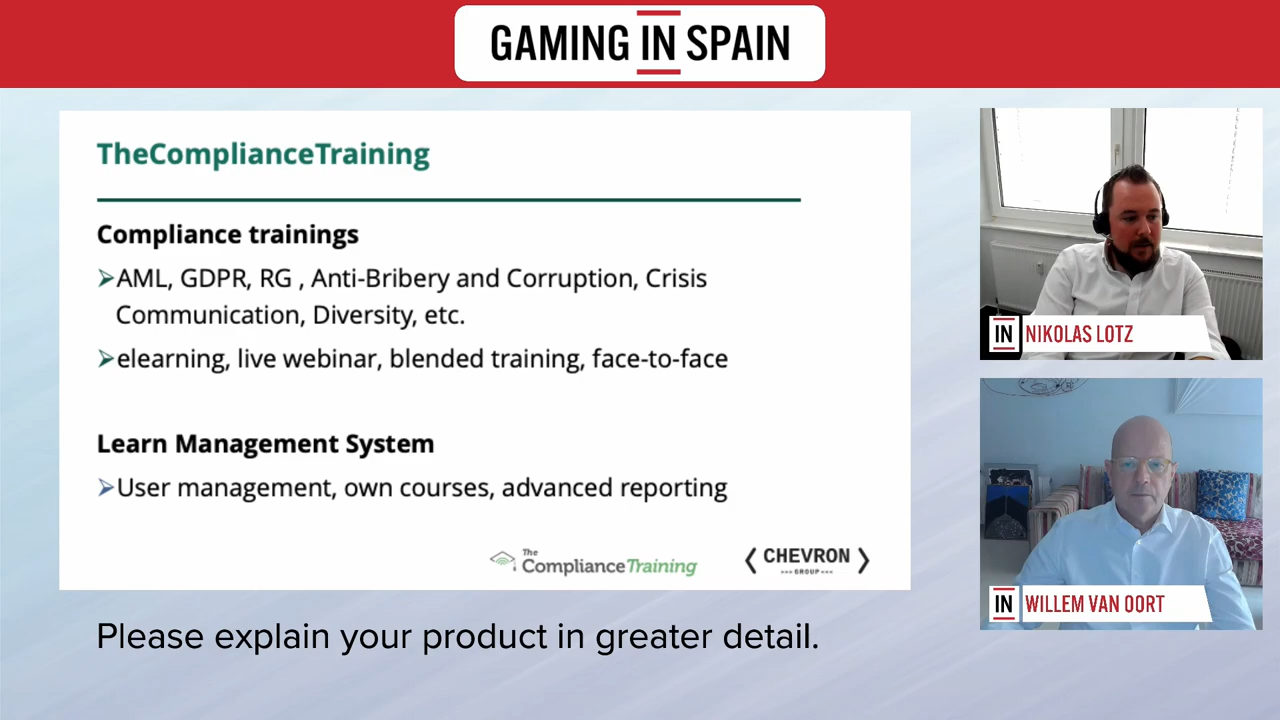 GAMING IN SPAIN
TheComplianceTraining
Compliance trainings
➢AML, GDPR, RG , Anti-Bribery and Corruption, Crisis
Communication, Diversity, etc.
➢elearning, live webinar, blended training, face-to-face
Learn Management System
➢User management, own courses, advanced reporting
The
ComplianceTraining
CHEVRON
GROUP
Please explain your product in greater detail.
IN NIKOLAS LOTZ
IN WILLEM VAN OORT